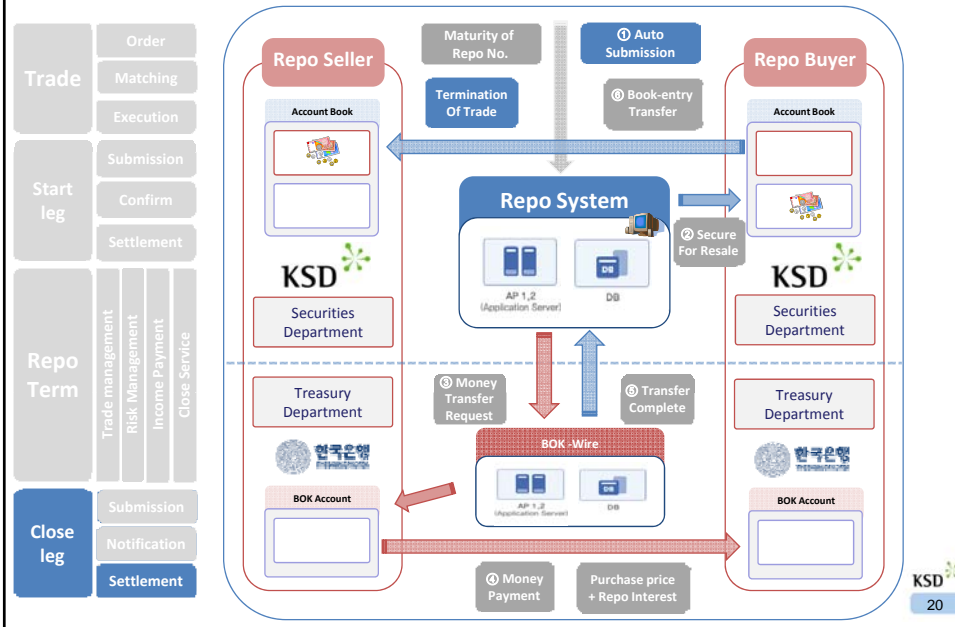 Trade
Order
Matching
Execution
Start
leg
Submission
Confirm
Settlement
Repo
Term
Trade management
Risk Management
Income Payment
Close Service
Close
leg
Submission
Notification
Settlement
Repo Seller
Account Book
KSD
Securities
Department
Treasury
Department
한국은행
BOK Account
Maturity of
Repo No.
① Auto
Submission
Termination
Of Trade
⑥ Book-entry
Transfer
Repo System
AP 1,2
(Application Server)
DB
DB
② Secure
For Resale
③ Money
Transfer
Request
⑤ Transfer
Complete
BOK -Wire
AP 1,2
(Application Server)
DB
DB
④ Money
Payment
Purchase price
+ Repo Interest
Repo Buyer
Account Book
KSD
Securities
Department
Treasury
Department
한국은행
BOK Account
KSD
20